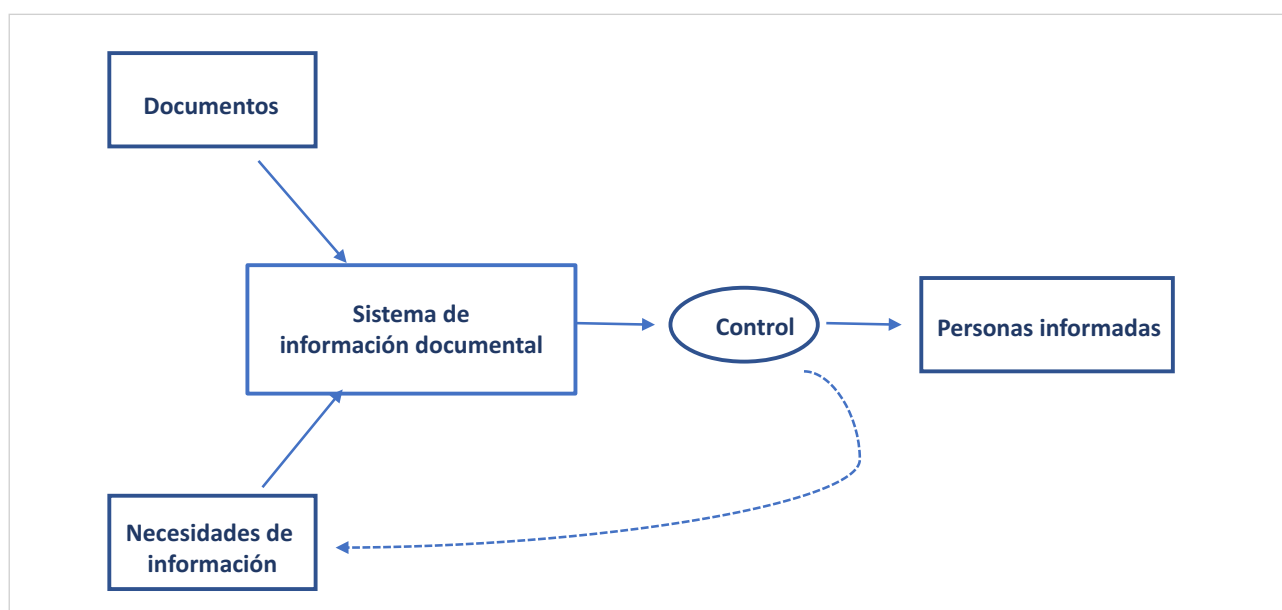 Documentos
Sistema de
información documental
Control
Personas informadas
Necesidades de
información